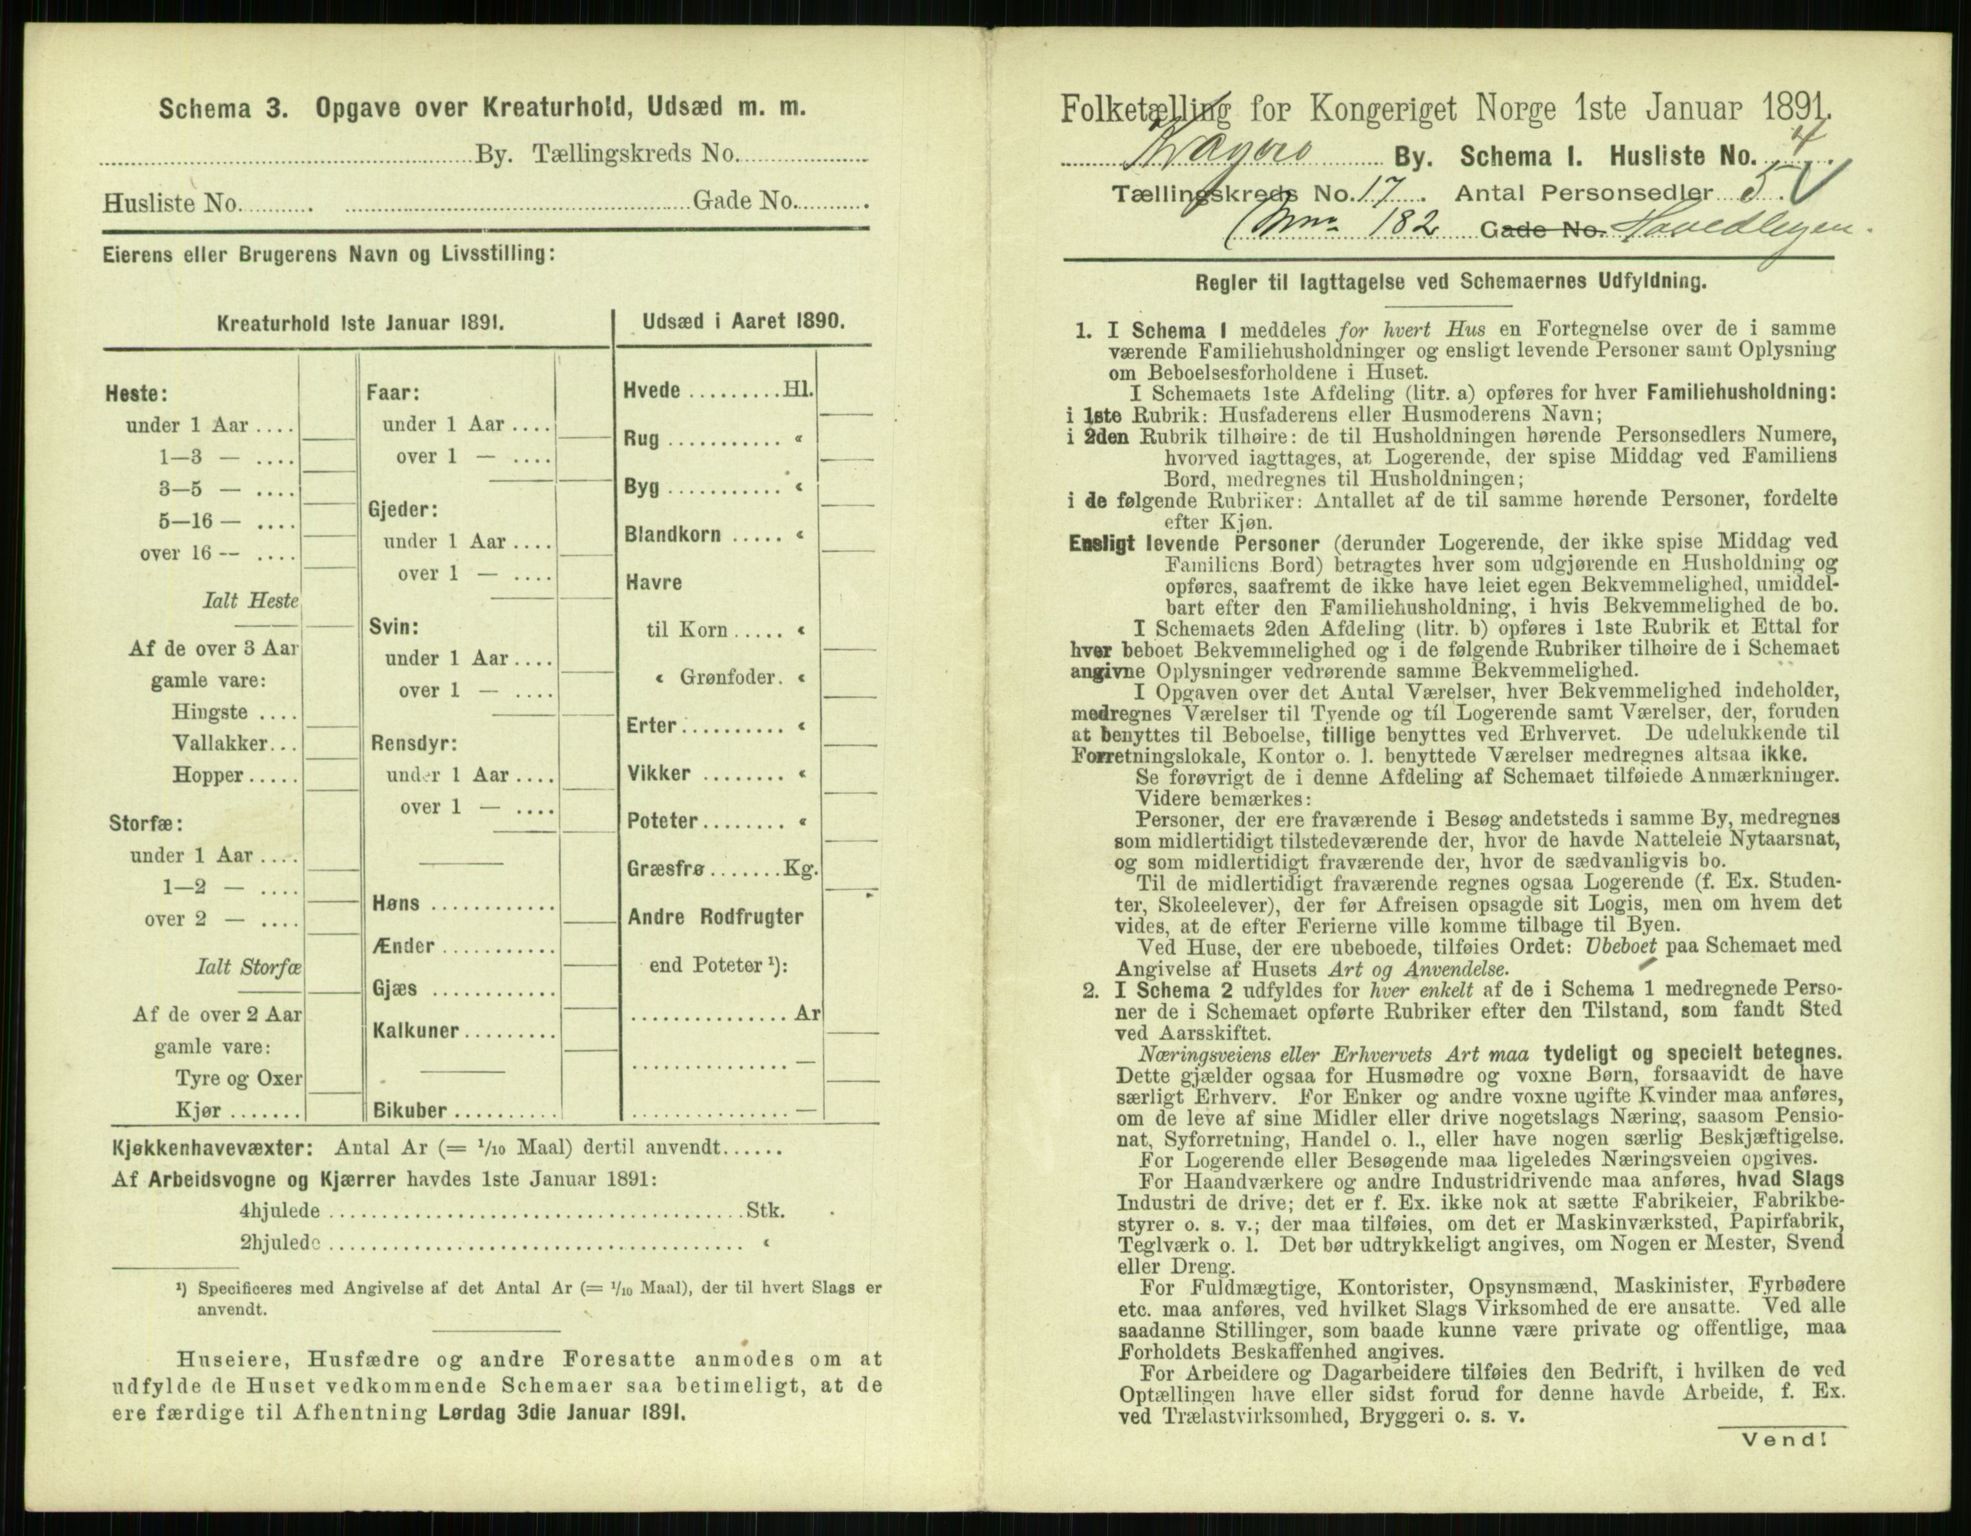 Schema 3. Opgave over Kreaturhold, Udsæd m. m.
By. Tællingskreds No.
Husliste No. Gade No.
Eierens eller Brugerens Navn og Livsstilling:
Kreaturhold 1ste Januar 1891.
Heste:
under 1 Aar ....
1—3 — ....
3—5 — ....
5—16 — ....
over 16 — ....
Ialt Heste
Af de over 3 Aar
gamle vare:
Hingste ....
Vallakker...
Hopper .....
Storfæ:
under 1 Aar ....
1—2 — ....
over 2 — ....
Ialt Storfæ
Af de over 2 Aar
gamle vare:
Tyre og Oxer
Kjør .......
Faar:
under 1 Aar ....
over 1 — ....
Gjeder:
under 1 Aar ....
over 1 — ....
Svin:
under 1 Aar ....
over 1 — ....
Rensdyr:
under 1 Aar ....
over 1 — ....
Høns ............
Ænder ...........
Gjæs ............
Kalkuner.........
Bikuber ..........
Udsæd i Aaret 1890.
Hvede .........Hl.
Rug ........... «
Byg ........... «
Blandkorn ..... «
Havre
til Korn ..... «
« Grønfoder. «
Erter .......... «
Vikker ........ «
Poteter ........ «
Græsfrø .......Kg.
Andre Rodfrugter
end Poteter ¹):
............... Ar
............... —
............... —
Kjøkkenhavevæxter: Antal Ar (= 1/10 Maal) dertil anvendt......
Af Arbeidsvogne og Kjærrer havdes 1ste Januar 1891:
4hjulede ....................................... Stk.
2hjulede ....................................... «
¹) Specificeres med Angivelse af det Antal Ar (= 1/10 Maal), der til hvert Slags er
anvendt.
Huseiere, Husfædre og andre Foresatte anmodes om at
udfylde de Huset vedkommende Schemaer saa betimeligt, at de
ere færdige til Afhentning Lørdag 3die Januar 1891.
Folketælling for Kongeriget Norge 1ste Januar 1891.
Kragerø By. Schema I. Husliste No. 4
Tællingskreds No. 17. Antal Personsedler 5.
182 Gade No.
Regler til Iagttagelse ved Schemaernes Udfyldning.
1. I Schema 1 meddeles for hvert Hus en Fortegnelse over de i samme
værende Familiehusholdninger og ensligt levende Personer samt Oplysning
om Beboelsesforholdene i Huset.
I Schemaets 1ste Afdeling (litr. a) opføres for hver Familiehusholdning:
i 1ste Rubrik: Husfaderens eller Husmoderens Navn;
i 2den Rubrik tilhøire: de til Husholdningen hørende Personsedlers Numere,
hvorved iagttages, at Logerende, der spise Middag ved Familiens
Bord, medregnes til Husholdningen;
i de følgende Rubriker: Antallet af de til samme hørende Personer, fordelte
efter Kjøn.
Ensligt levende Personer (derunder Logerende, der ikke spise Middag ved
Familiens Bord) betragtes hver som udgjørende en Husholdning og
opføres, saafremt de ikke have leiet egen Bekvemmelighed, umiddel-
bart efter den Familiehusholdning, i hvis Bekvemmelighed de bo.
I Schemaets 2den Afdeling (litr. b) opføres i 1ste Rubrik et Ettal for
hver beboet Bekvemmelighed og i de følgende Rubriker tilhøire de i Schemaet
angivne Oplysninger vedrørende samme Bekvemmelighed.
I Opgaven over det Antal Værelser, hver Bekvemmelighed indeholder,
medregnes Værelser til Tyende og til Logerende samt Værelser, der, foruden
at benyttes til Beboelse, tillige benyttes ved Erhvervet. De udelukkende til
Forretningslokale, Kontor o. l. benyttede Værelser medregnes altsaa ikke.
Se forøvrigt de i denne Afdeling af Schemaet tilføiede Anmærkninger.
Videre bemærkes:
Personer, der ere fraværende i Besøg andetsteds i samme By, medregnes
som midlertidigt tilstedeværende der, hvor de havde Natteleie Nytaarsnat,
og som midlertidigt fraværende der, hvor de sædvanligvis bo.
Til de midlertidigt fraværende regnes ogsaa Logerende (f. Ex. Studen-
ter, Skoleelever), der før Afreisen opsagde sit Logis, men om hvem det
vides, at de efter Ferierne ville komme tilbage til Byen.
Ved Huse, der ere ubeboede, tilføies Ordet: Ubeboet paa Schemaet med
Angivelse af Husets Art og Anvendelse.
2. I Schema 2 udfyldes for hver enkelt af de i Schema 1 medregnede Perso-
ner de i Schemaet opførte Rubriker efter den Tilstand, som fandt Sted
ved Aarsskiftet.
Næringsveiens eller Erhvervets Art maa tydeligt og specielt betegnes.
Dette gjælder ogsaa for Husmødre og voxne Børn, forsaavidt de have
særligt Erhverv. For Enker og andre voxne ugifte Kvinder maa anføres,
om de leve af sine Midler eller drive nogetslags Næring, saasom Pensio-
nat, Syforretning, Handel o. l., eller have nogen særlig Beskjæftigelse.
For Logerende eller Besøgende maa ligeledes Næringsveien opgives.
For Haandværkere og andre Industridrivende maa anføres, hvad Slags
Industri de drive; det er f. Ex. ikke nok at sætte Fabrikeier, Fabrikbe-
styrer o. s. v.; der maa tilføies, om det er Maskinværksted, Papirfabrik,
Teglværk o. l. Det bør udtrykkeligt angives, om Nogen er Mester, Svend
eller Dreng.
For Fuldmægtige, Kontorister, Opsynsmænd, Maskinister, Fyrbødere
etc. maa anføres, ved hvilket Slags Virksomhed de ere ansatte. Ved alle
saadanne Stillinger, som baade kunne være private og offentlige, maa
Forholdets Beskaffenhed angives.
For Arbeidere og Dagarbeidere tilføies den Bedrift, i hvilken de ved
Optællingen have eller sidst forud for denne havde Arbeide, f. Ex.
ved Trælastvirksomhed, Bryggeri o. s. v.
Vend!